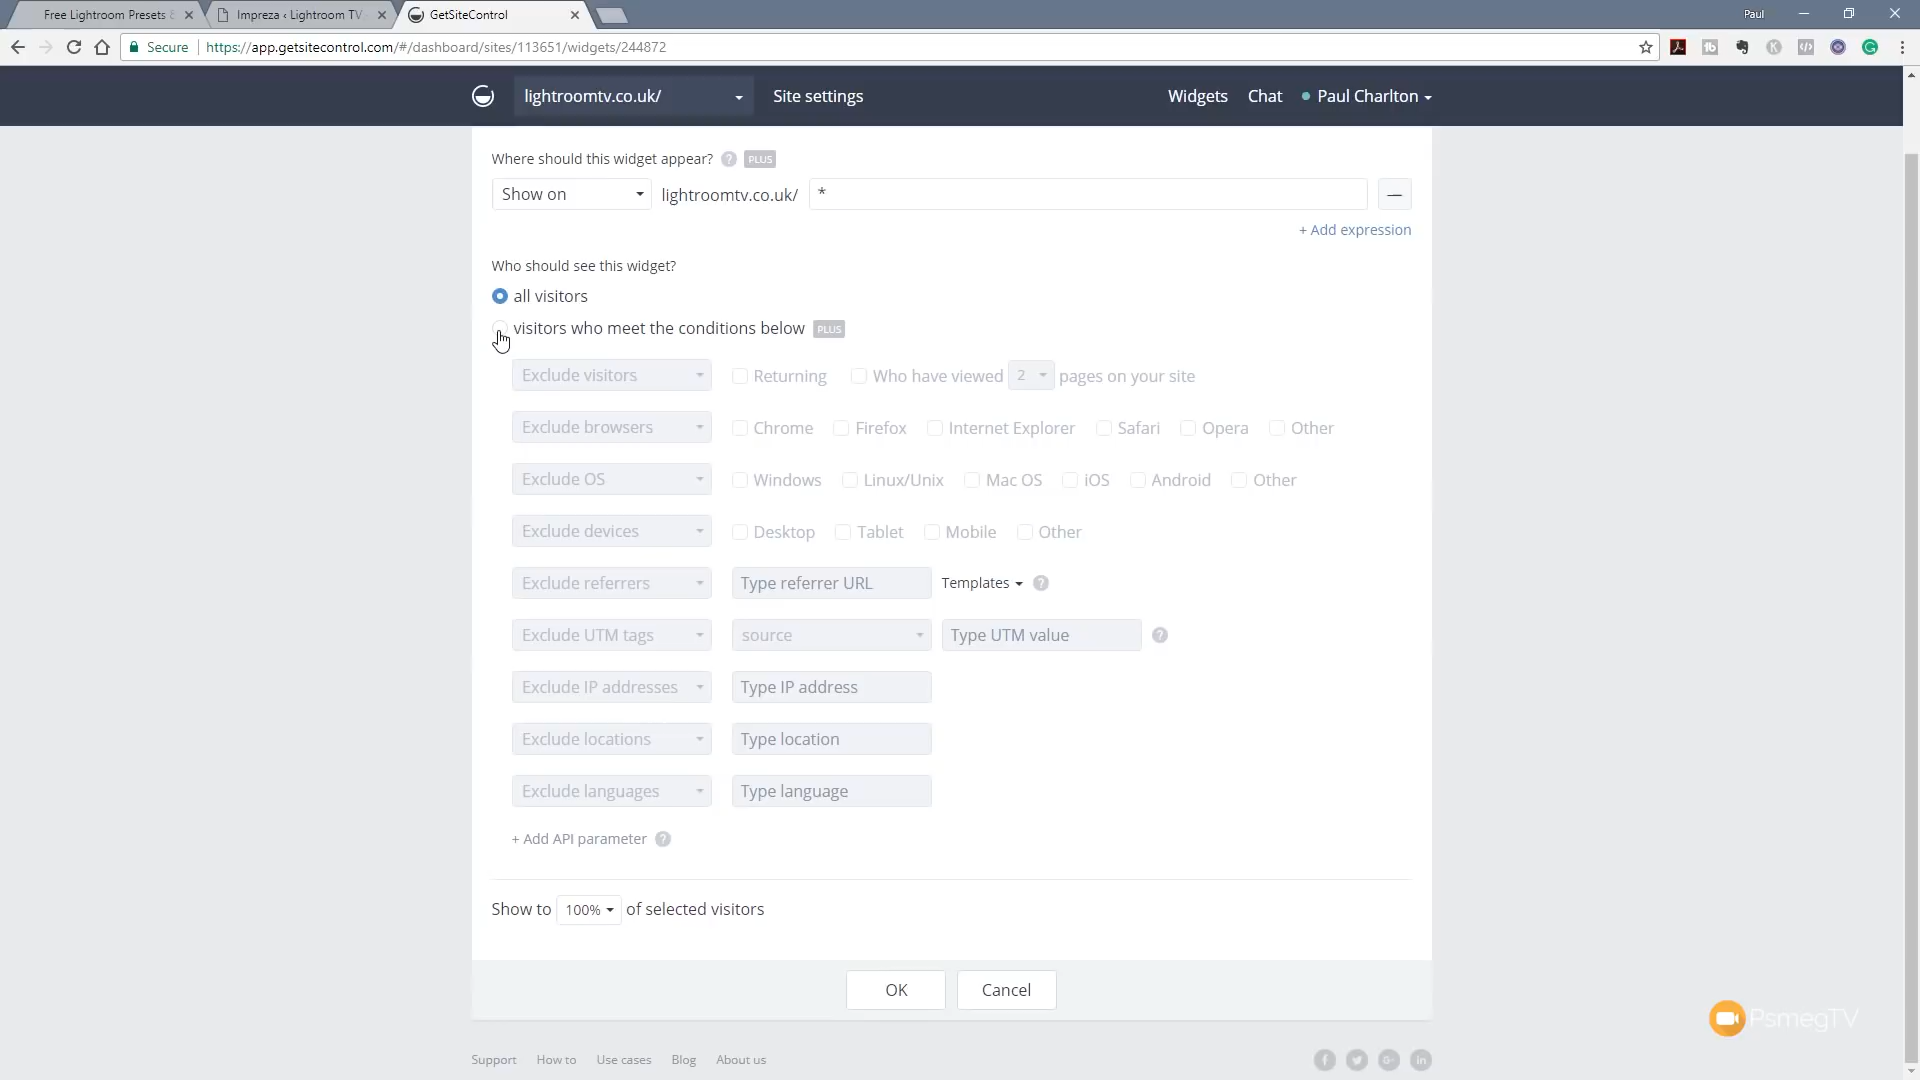 Free Lightroom Presets &
Impreza ‹ Lightroom TV
GetSiteControl
Paul
Secure
https://app.getsitecontrol.com/#/dashboard/sites/113651/widgets/244872
lightroomtv.co.uk/
Site settings
Widgets
Chat
Paul Charlton
Where should this widget appear? ? PLUS
Show on
lightroomtv.co.uk/
*
+ Add expression
Who should see this widget?
all visitors
visitors who meet the conditions below PLUS
Exclude visitors Returning Who have viewed 2 pages on your site
Exclude browsers Chrome Firefox Internet Explorer Safari Opera Other
Exclude OS Windows Linux/Unix Mac OS iOS Android Other
Exclude devices Desktop Tablet Mobile Other
Exclude referrers Type referrer URL Templates ?
Exclude UTM tags source Type UTM value ?
Exclude IP addresses Type IP address
Exclude locations Type location
Exclude languages Type language
+ Add API parameter ?
Show to 100% of selected visitors
OK Cancel
PsmegTV
Support How to Use cases Blog About us